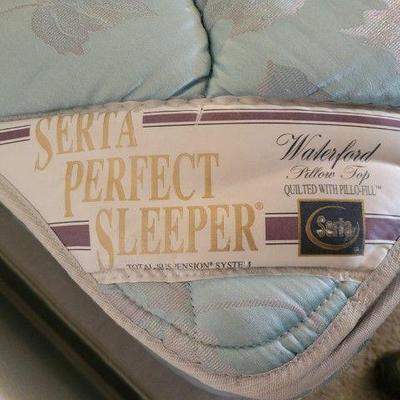 SERTA
PERFECT
SLEEPER®
TOTAL SUSPENSION® SYSTEM
Waterford
Pillow Top
QUILTED WITH PILLO-FILL™
Serta